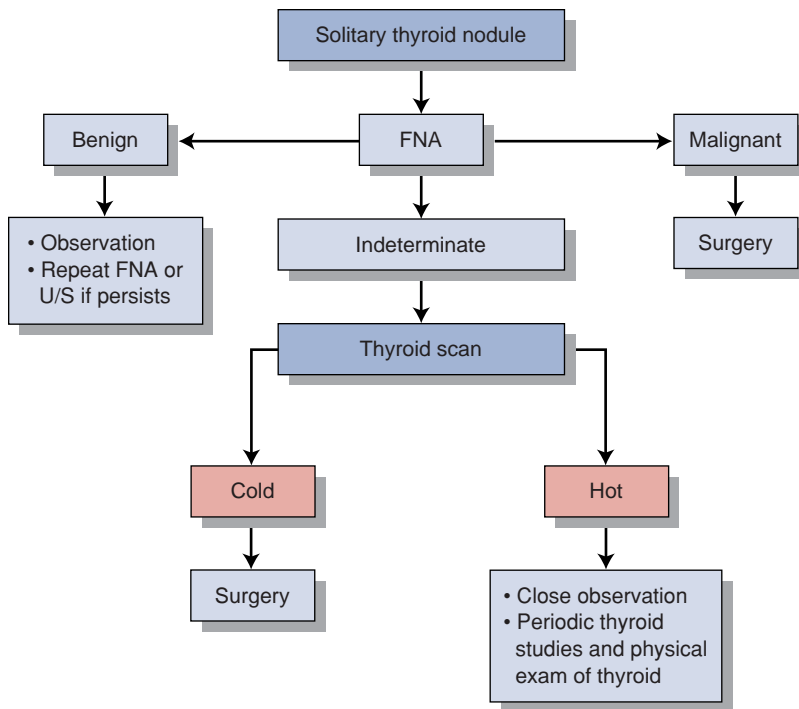 Solitary thyroid nodule
Benign
FNA
Malignant
• Observation
• Repeat FNA or
U/S if persists
Indeterminate
Surgery
Thyroid scan
Cold
Hot
Surgery
• Close observation
• Periodic thyroid
studies and physical
exam of thyroid